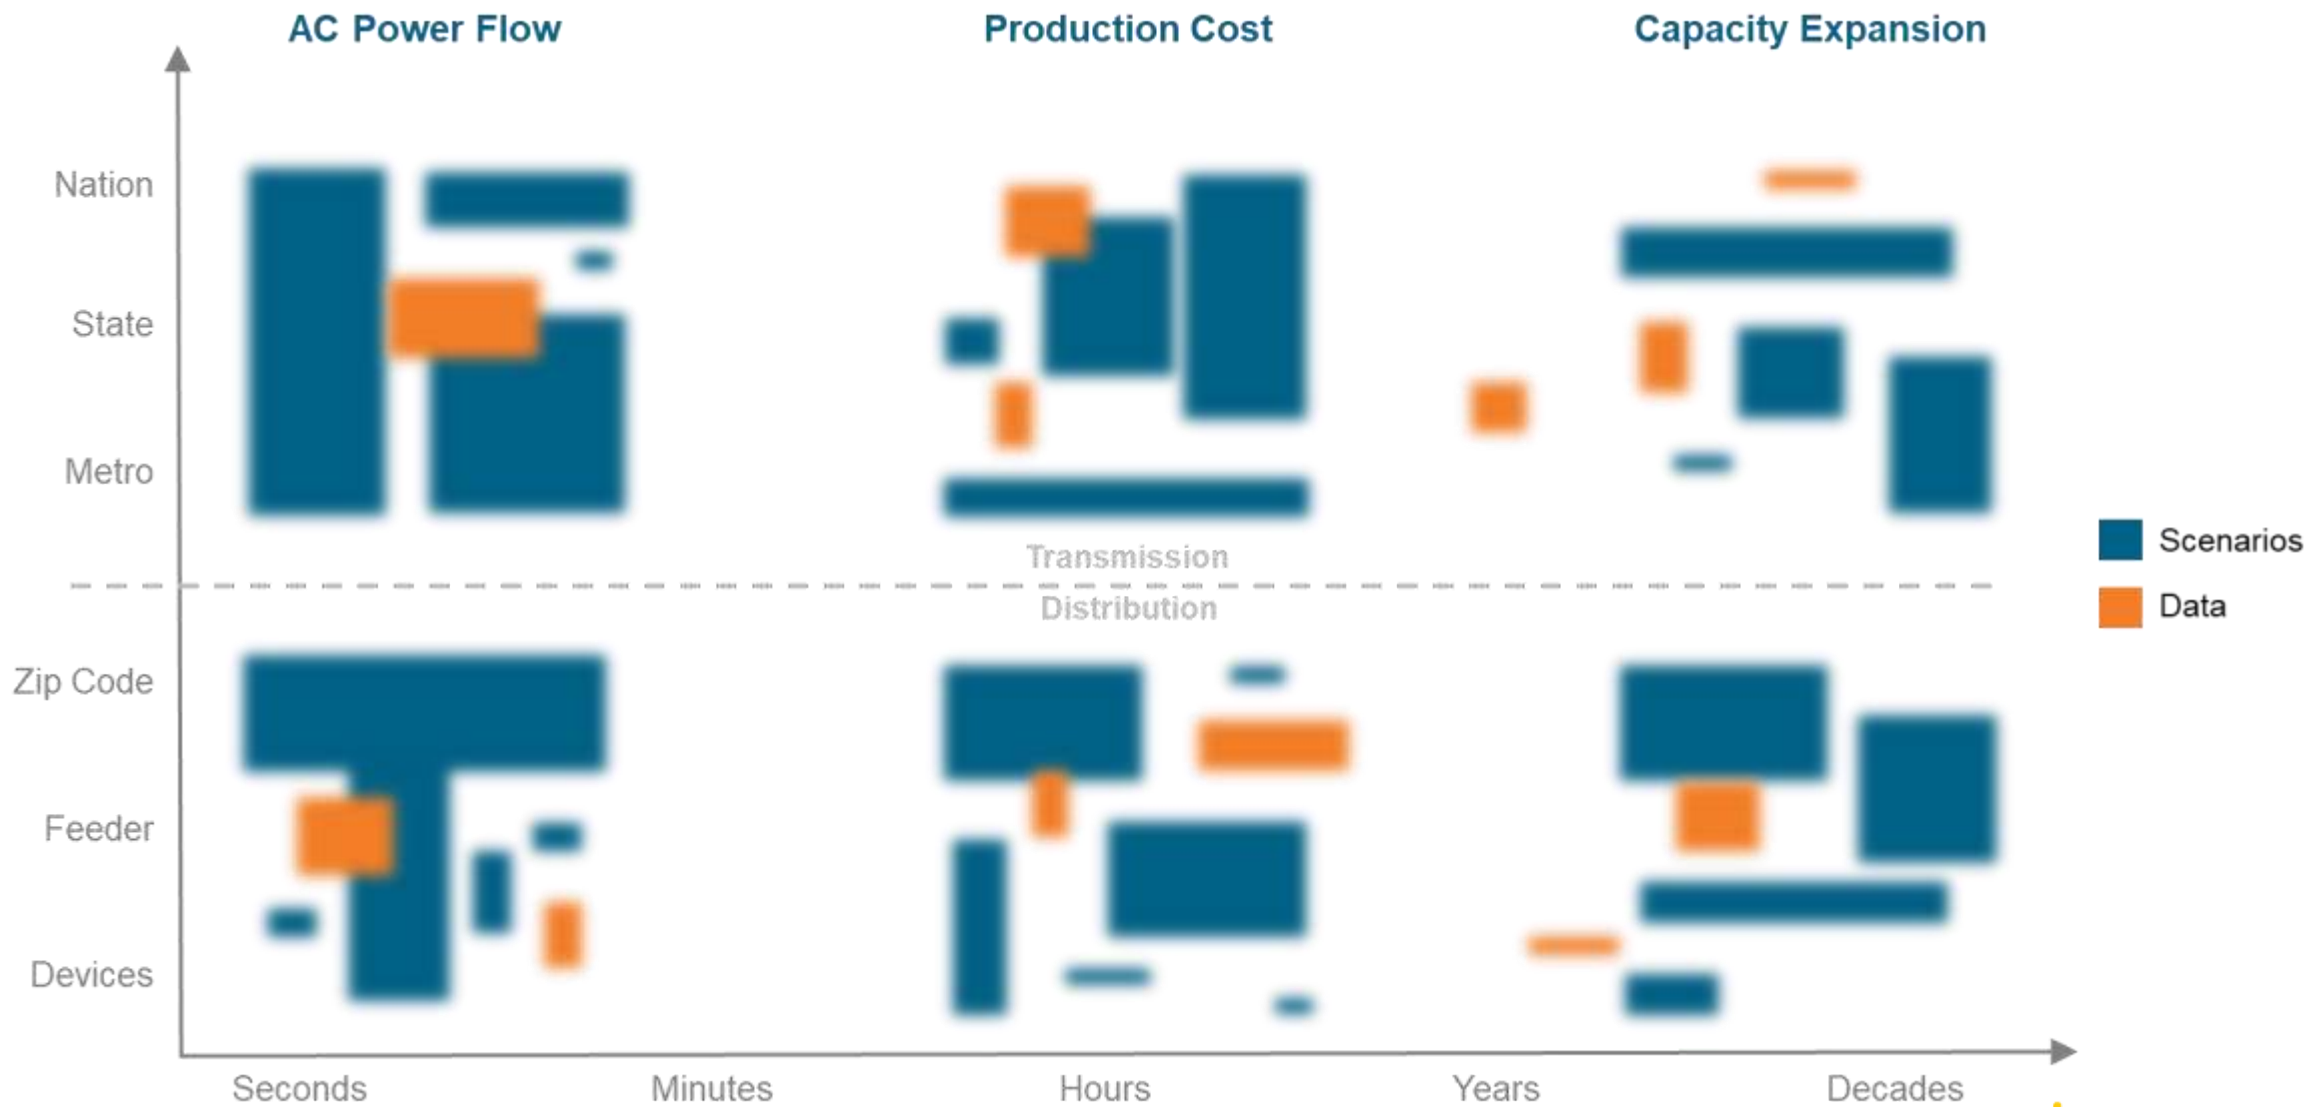 AC Power Flow
Production Cost
Capacity Expansion
Nation
State
Metro
Transmission
Distribution
Scenarios
Data
Zip Code
Feeder
Devices
Seconds
Minutes
Hours
Years
Decades